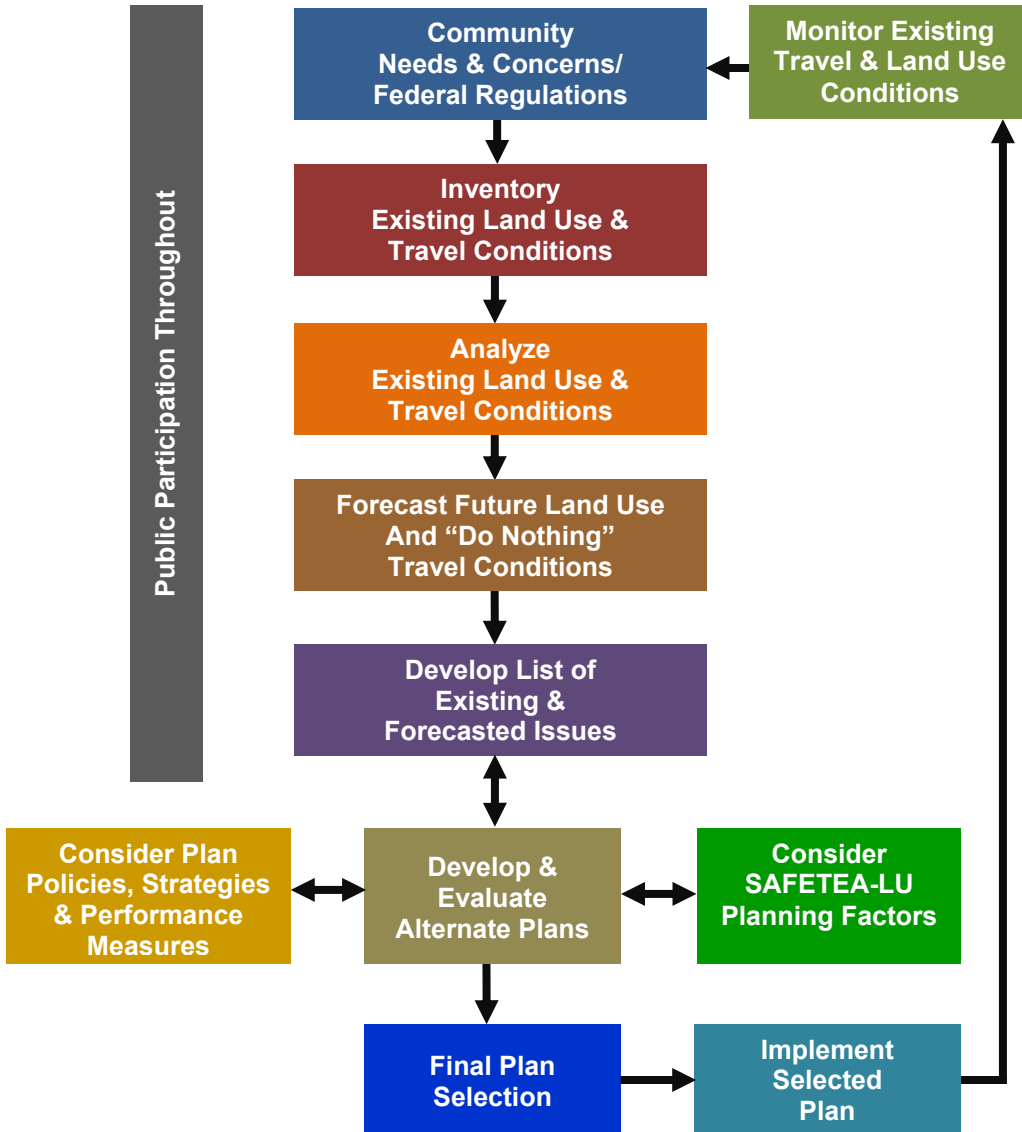 Community
Needs & Concerns/
Federal Regulations
Monitor Existing
Travel & Land Use
Conditions
Public Participation Throughout
Inventory
Existing Land Use &
Travel Conditions
Analyze
Existing Land Use &
Travel Conditions
Forecast Future Land Use
And “Do Nothing”
Travel Conditions
Develop List of
Existing &
Forecasted Issues
Consider Plan
Policies, Strategies
& Performance
Measures
Develop &
Evaluate
Alternate Plans
Consider
SAFETEA-LU
Planning Factors
Final Plan
Selection
Implement
Selected
Plan